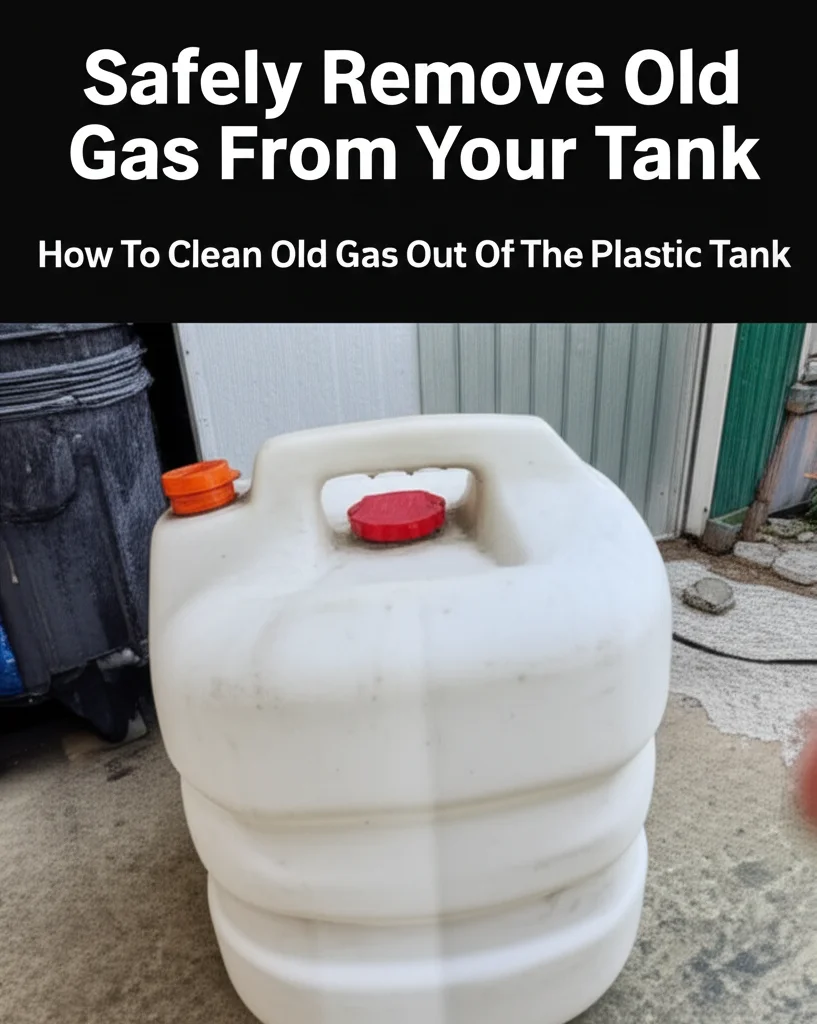 Safely Remove Old
Gas From Your Tank
How To Clean Old Gas Out Of The Plastic Tank